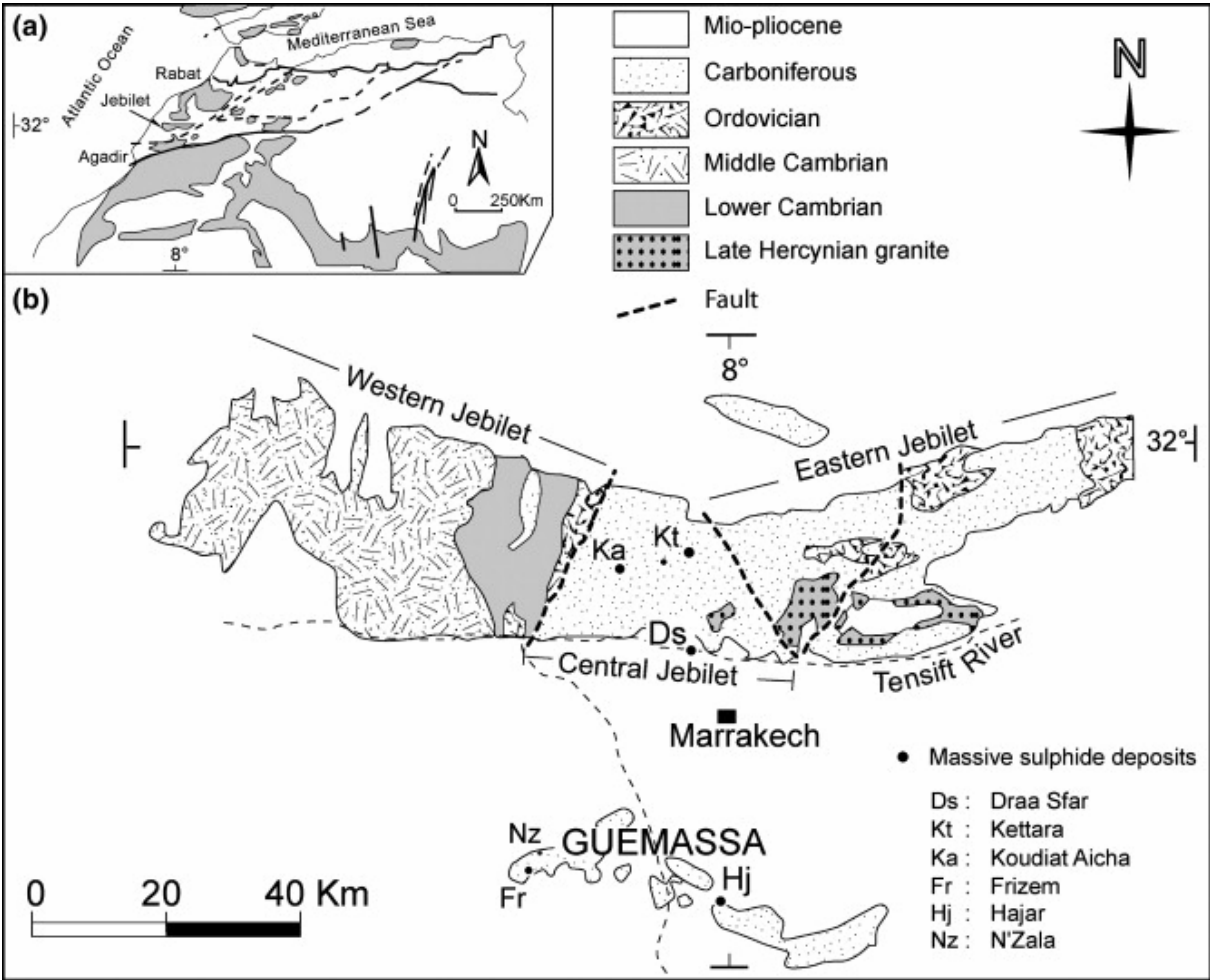 (a)
Mediterranean Sea
Atlantic Ocean
Rabat
Jebilet
32°
Agadir
N
0 250Km
8°
Mio-pliocene
Carboniferous
Ordovician
Middle Cambrian
Lower Cambrian
Late Hercynian granite
Fault
N
(b)
8°
Western Jebilet
Eastern Jebilet
32°
Ka
Kt
Ds
Central Jebilet
Tensift River
Marrakech
Massive sulphide deposits
Ds : Draa Sfar
Kt : Kettara
Ka : Koudiat Aicha
Fr : Frizem
Hj : Hajar
Nz : N'Zala
Nz
GUEMASSA
Fr
Hj
0 20 40 Km